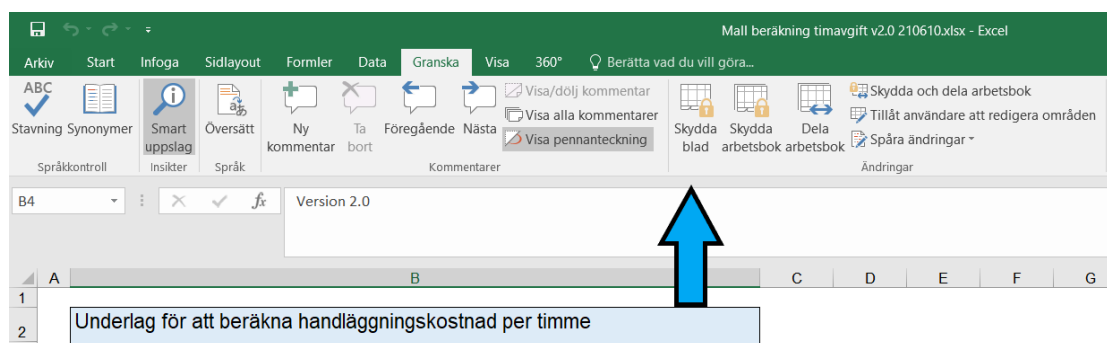 Mall beräkning timavgift v2.0 210610.xlsx - Excel
Arkiv Start Infoga Sidlayout Formler Data Granska Visa 360° Berätta vad du vill göra...
ABC
Stavning Synonymer
Språkkontroll
Smart
uppslag
Insikter
Översätt
Språk
Ny
kommentar
Ta
bort
Föregående Nästa
Visa/dölj kommentar
Visa alla kommentarer
Visa pennanteckning
Kommentarer
Skydda
blad
Skydda
arbetsbok
Dela
arbetsbok
Skydda och dela arbetsbok
Tillåt användare att redigera områden
Spåra ändringar
Ändringar
B4 fx Version 2.0
A B C D E F G
1
2 Underlag för att beräkna handläggningskostnad per timme